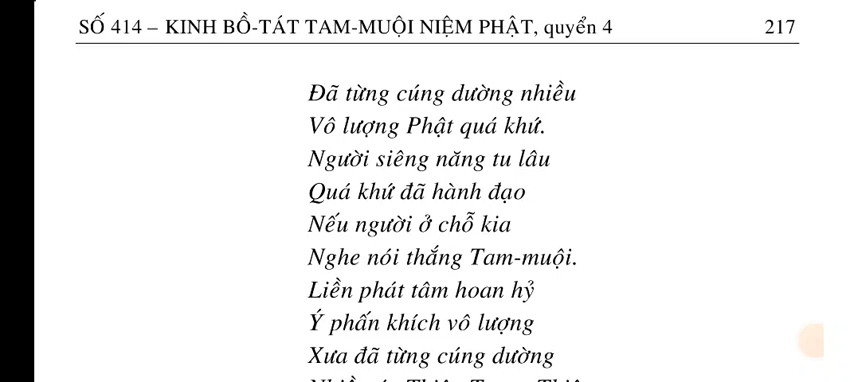 SỐ 414 – KINH BỒ-TÁT TAM-MUỘI NIỆM PHẬT, quyển 4 217
Đã từng cúng dường nhiều
Vô lượng Phật quá khứ.
Người siêng năng tu lâu
Quá khứ đã hành đạo
Nếu người ở chỗ kia
Nghe nói thắng Tam-muội.
Liền phát tâm hoan hỷ
Ý phấn khích vô lượng
Xưa đã từng cúng dường